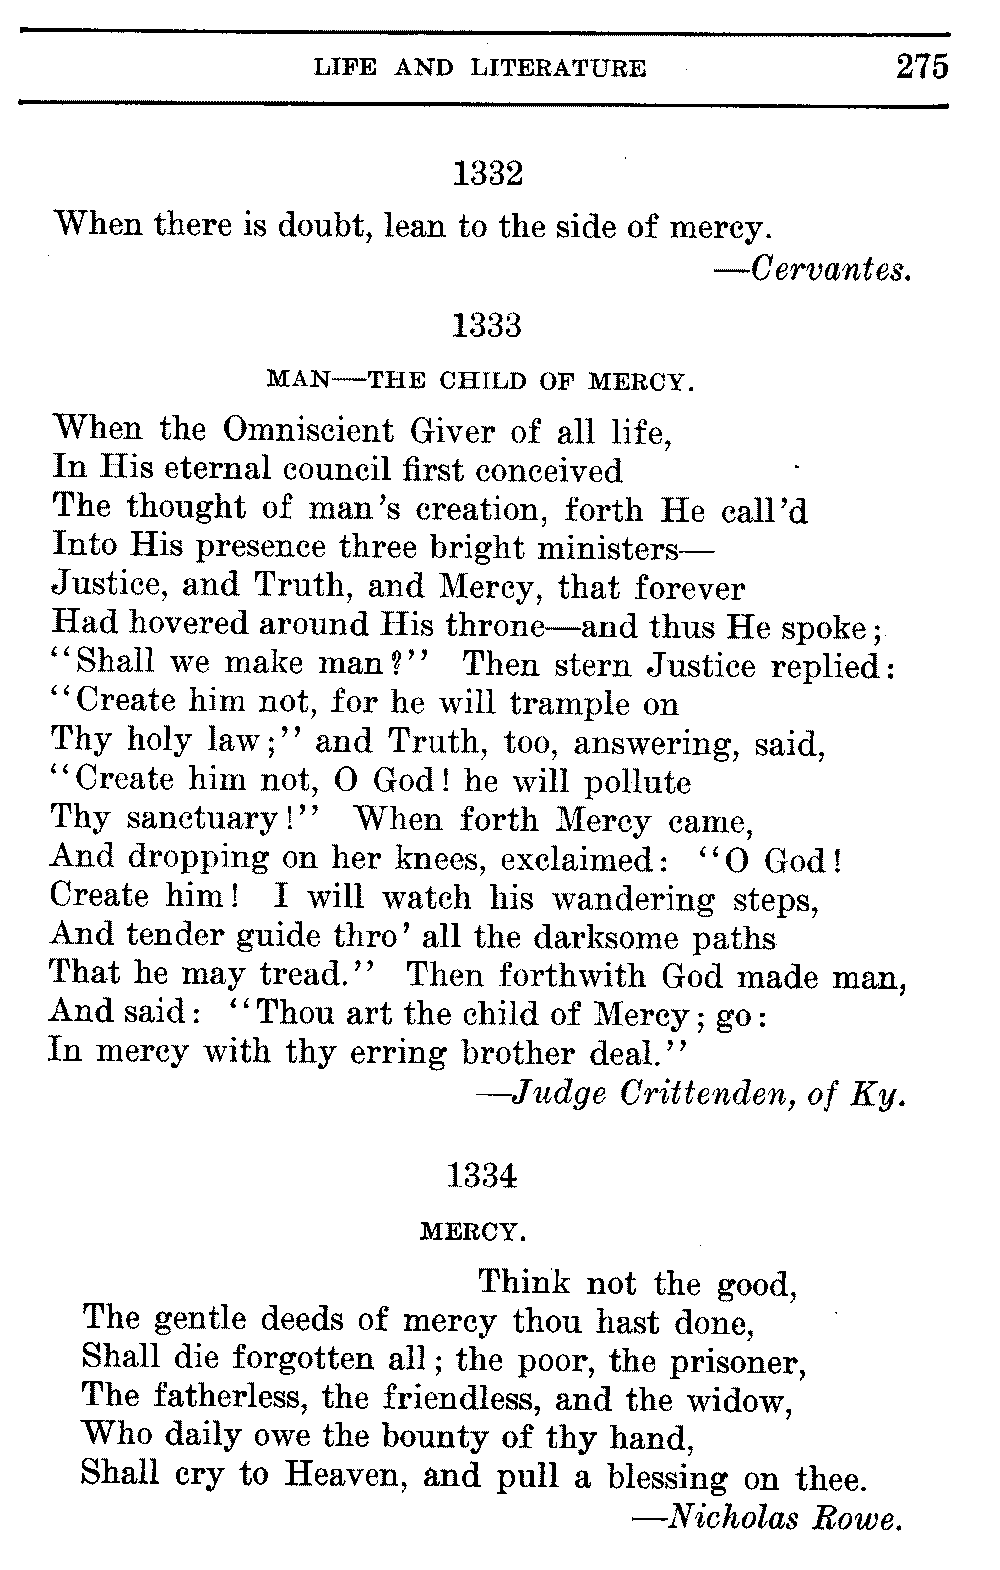 LIFE AND LITERATURE 275
1332
When there is doubt, lean to the side of mercy.
—Cervantes.
1333
MAN—THE CHILD OF MERCY.
When the Omniscient Giver of all life,
In His eternal council first conceived
The thought of man's creation, forth He call'd
Into His presence three bright ministers—
Justice, and Truth, and Mercy, that forever
Had hovered around His throne—and thus He spoke;
"Shall we make man?" Then stern Justice replied:
"Create him not, for he will trample on
Thy holy law;" and Truth, too, answering, said,
"Create him not, O God! he will pollute
Thy sanctuary!" When forth Mercy came,
And dropping on her knees, exclaimed: "O God!
Create him! I will watch his wandering steps,
And tender guide thro' all the darksome paths
That he may tread." Then forthwith God made man,
And said: "Thou art the child of Mercy; go:
In mercy with thy erring brother deal."
—Judge Crittenden, of Ky.
1334
MERCY.
Think not the good,
The gentle deeds of mercy thou hast done,
Shall die forgotten all; the poor, the prisoner,
The fatherless, the friendless, and the widow,
Who daily owe the bounty of thy hand,
Shall cry to Heaven, and pull a blessing on thee.
—Nicholas Rowe.